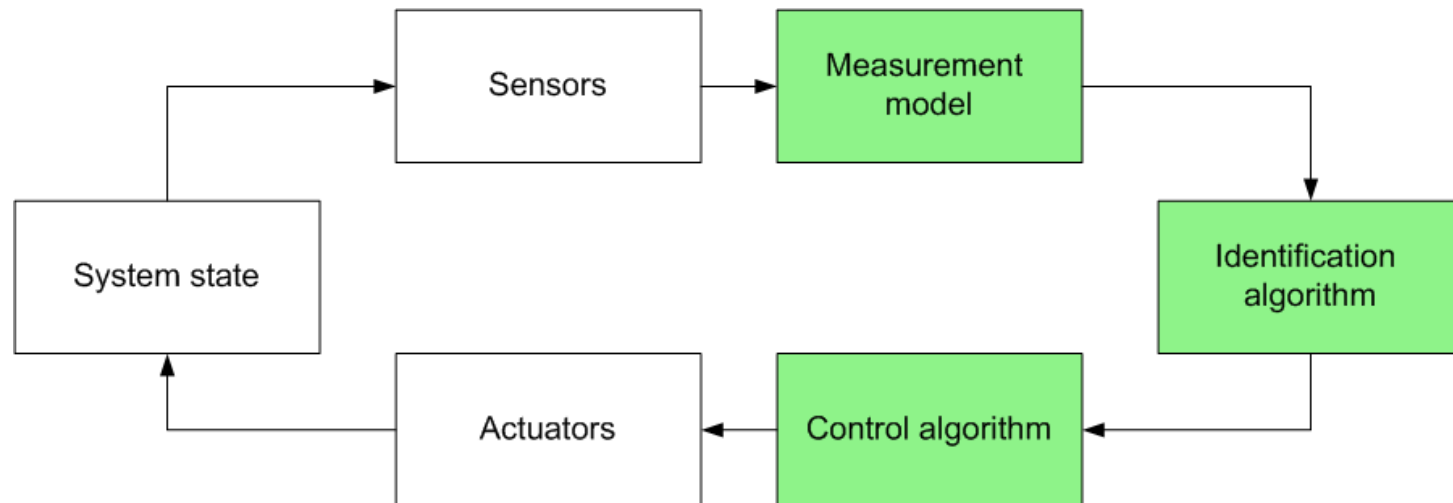 Sensors
Measurement
model
System state
Identification
algorithm
Actuators
Control algorithm